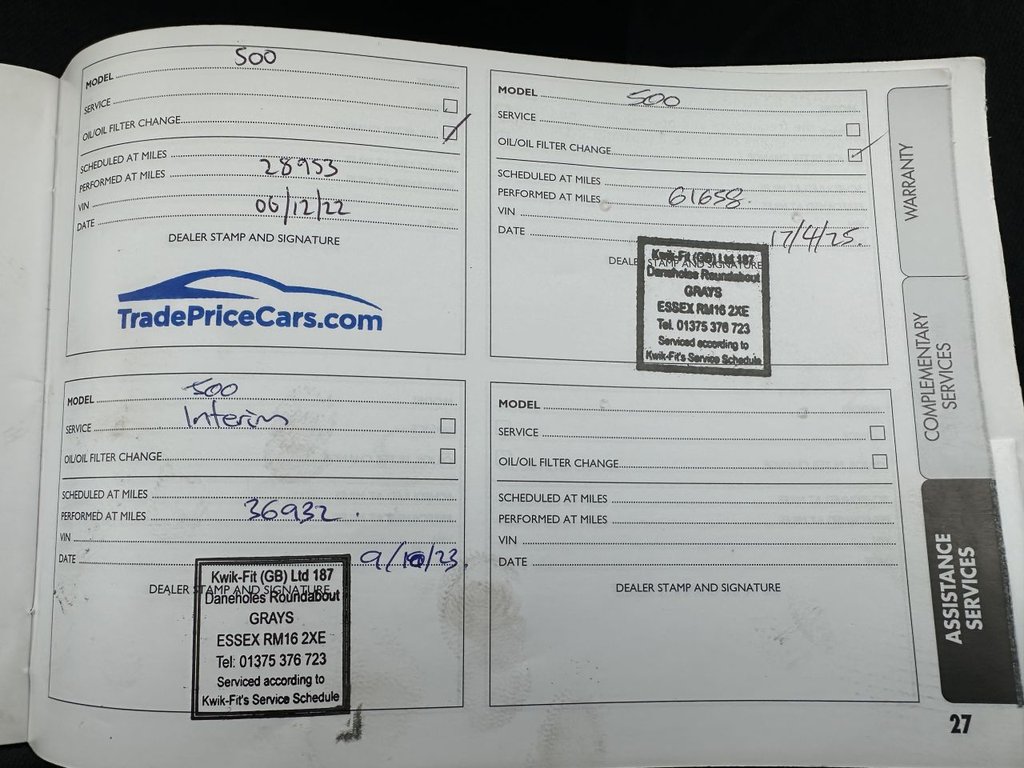 MODEL 500
SERVICE
OIL/OIL FILTER CHANGE
SCHEDULED AT MILES
PERFORMED AT MILES 28953
VIN
DATE 06/12/22
DEALER STAMP AND SIGNATURE
TradePriceCars.com
MODEL 500
SERVICE Interim
OIL/OIL FILTER CHANGE
SCHEDULED AT MILES
PERFORMED AT MILES 36932
VIN
DATE 9/10/23
DEALER STAMP AND SIGNATURE
Kwik-Fit (GB) Ltd 187
Daneholes Roundabout
GRAYS
ESSEX RM16 2XE
Tel: 01375 376 723
Serviced according to
Kwik-Fit's Service Schedule
MODEL 500
SERVICE
OIL/OIL FILTER CHANGE
SCHEDULED AT MILES
PERFORMED AT MILES 61658
VIN
DATE 17/4/25
DEALER STAMP AND SIGNATURE
Kwik-Fit (GB) Ltd 187
Daneholes Roundabout
GRAYS
ESSEX RM16 2XE
Tel. 01375 376 723
Serviced according to
Kwik-Fit's Service Schedule
MODEL
SERVICE
OIL/OIL FILTER CHANGE
SCHEDULED AT MILES
PERFORMED AT MILES
VIN
DATE
DEALER STAMP AND SIGNATURE
WARRANTY
COMPLEMENTARY
SERVICES
ASSISTANCE
SERVICES
27